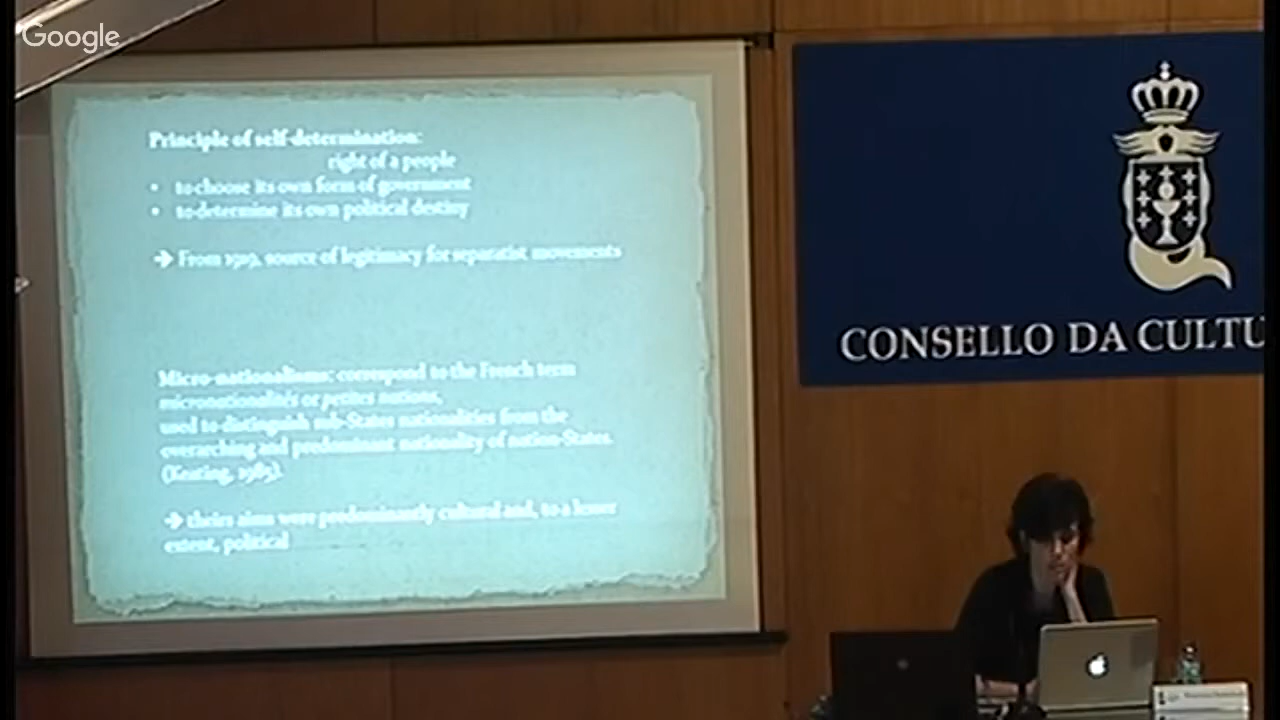 Google
Principle of self-determination:
right of a people
• to choose its own form of government
• to determine its own political destiny
→ From 1919, source of legitimacy for separatist movements
Micro-nationalisms: correspond to the French term
micronationalités or petites nations,
used to distinguish sub-States nationalities from the
overarching and predominant nationality of nation-States.
(Keating, 1985).
→ theirs aims were predominantly cultural and, to a lesser
extent, political
CONSELLO DA CULTU